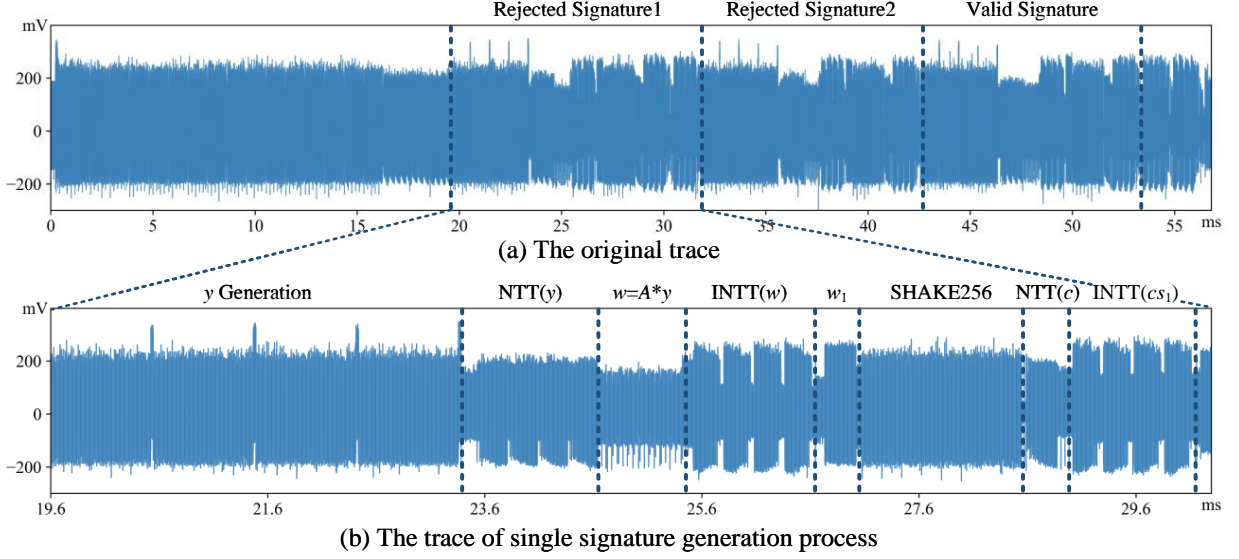 Rejected Signature1 Rejected Signature2 Valid Signature
mV
200
0
−200
0 5 10 15 20 25 30 35 40 45 50 55 ms
(a) The original trace
mV y Generation NTT(y) w=A*y INTT(w) w₁ SHAKE256 NTT(c) INTT(cs₁)
200
0
−200
19.6 21.6 23.6 25.6 27.6 29.6 ms
(b) The trace of single signature generation process